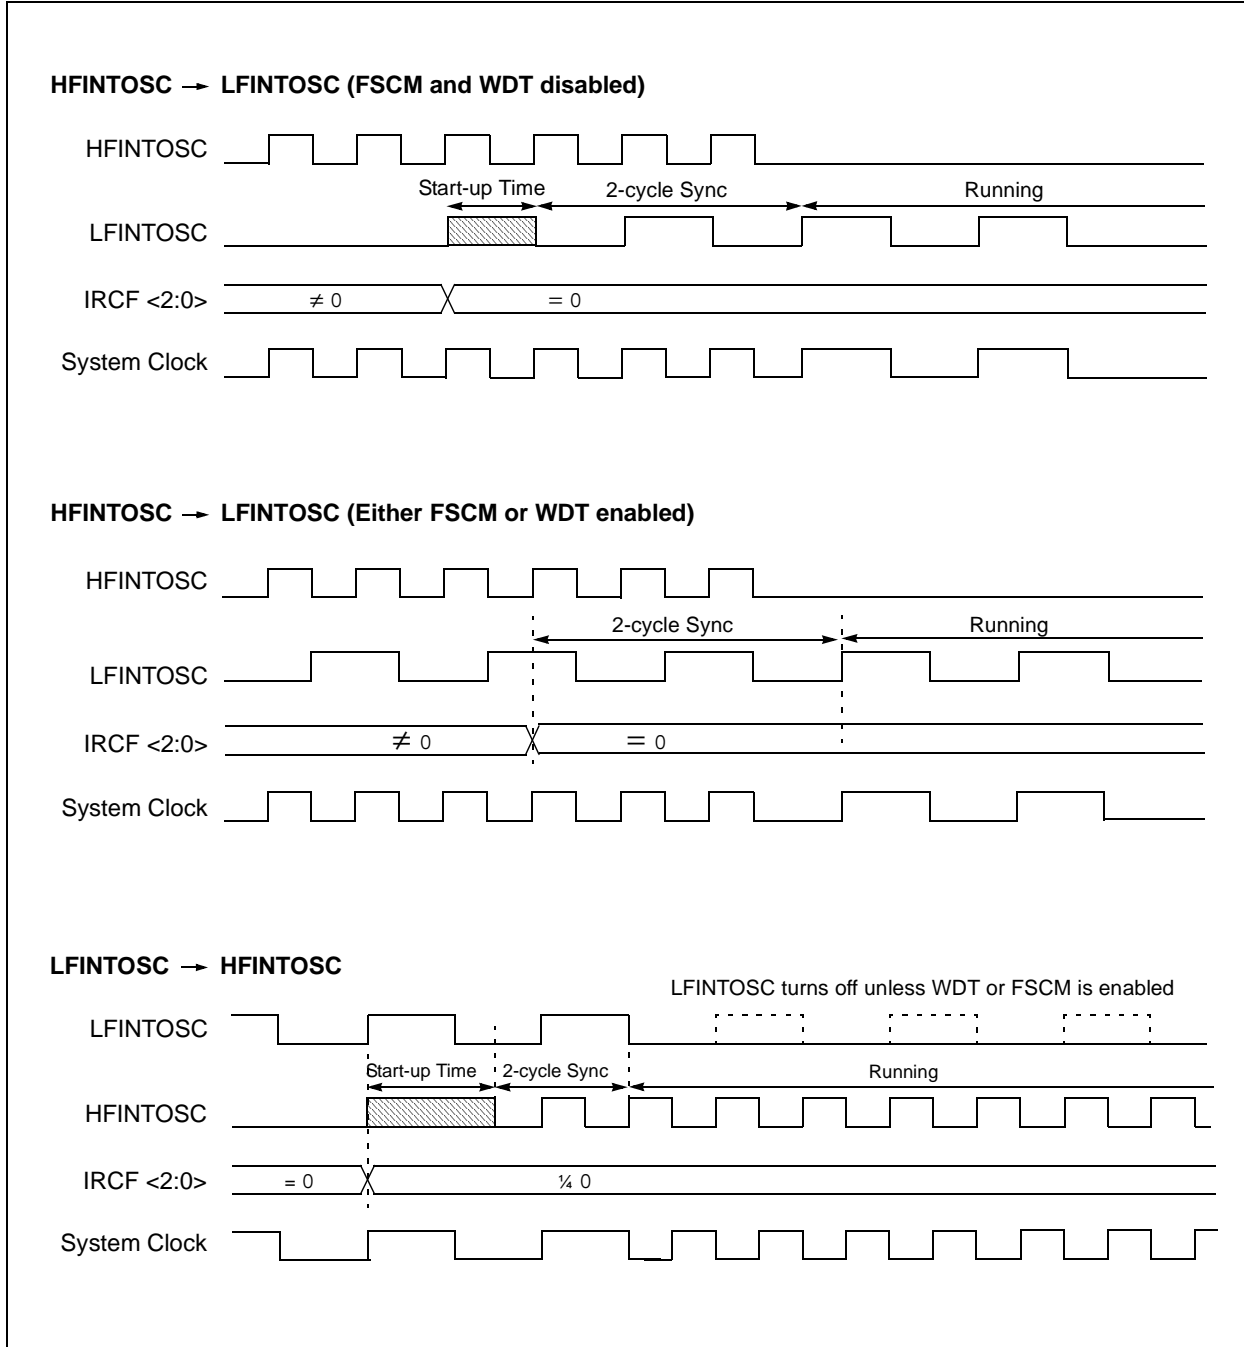 HFINTOSC → LFINTOSC (FSCM and WDT disabled)
HFINTOSC
Start-up Time 2-cycle Sync Running
LFINTOSC
IRCF <2:0> ≠ 0 = 0
System Clock
HFINTOSC → LFINTOSC (Either FSCM or WDT enabled)
HFINTOSC
2-cycle Sync Running
LFINTOSC
IRCF <2:0> ≠ 0 = 0
System Clock
LFINTOSC → HFINTOSC
LFINTOSC turns off unless WDT or FSCM is enabled
LFINTOSC
Start-up Time 2-cycle Sync Running
HFINTOSC
IRCF <2:0> = 0 ¼ 0
System Clock